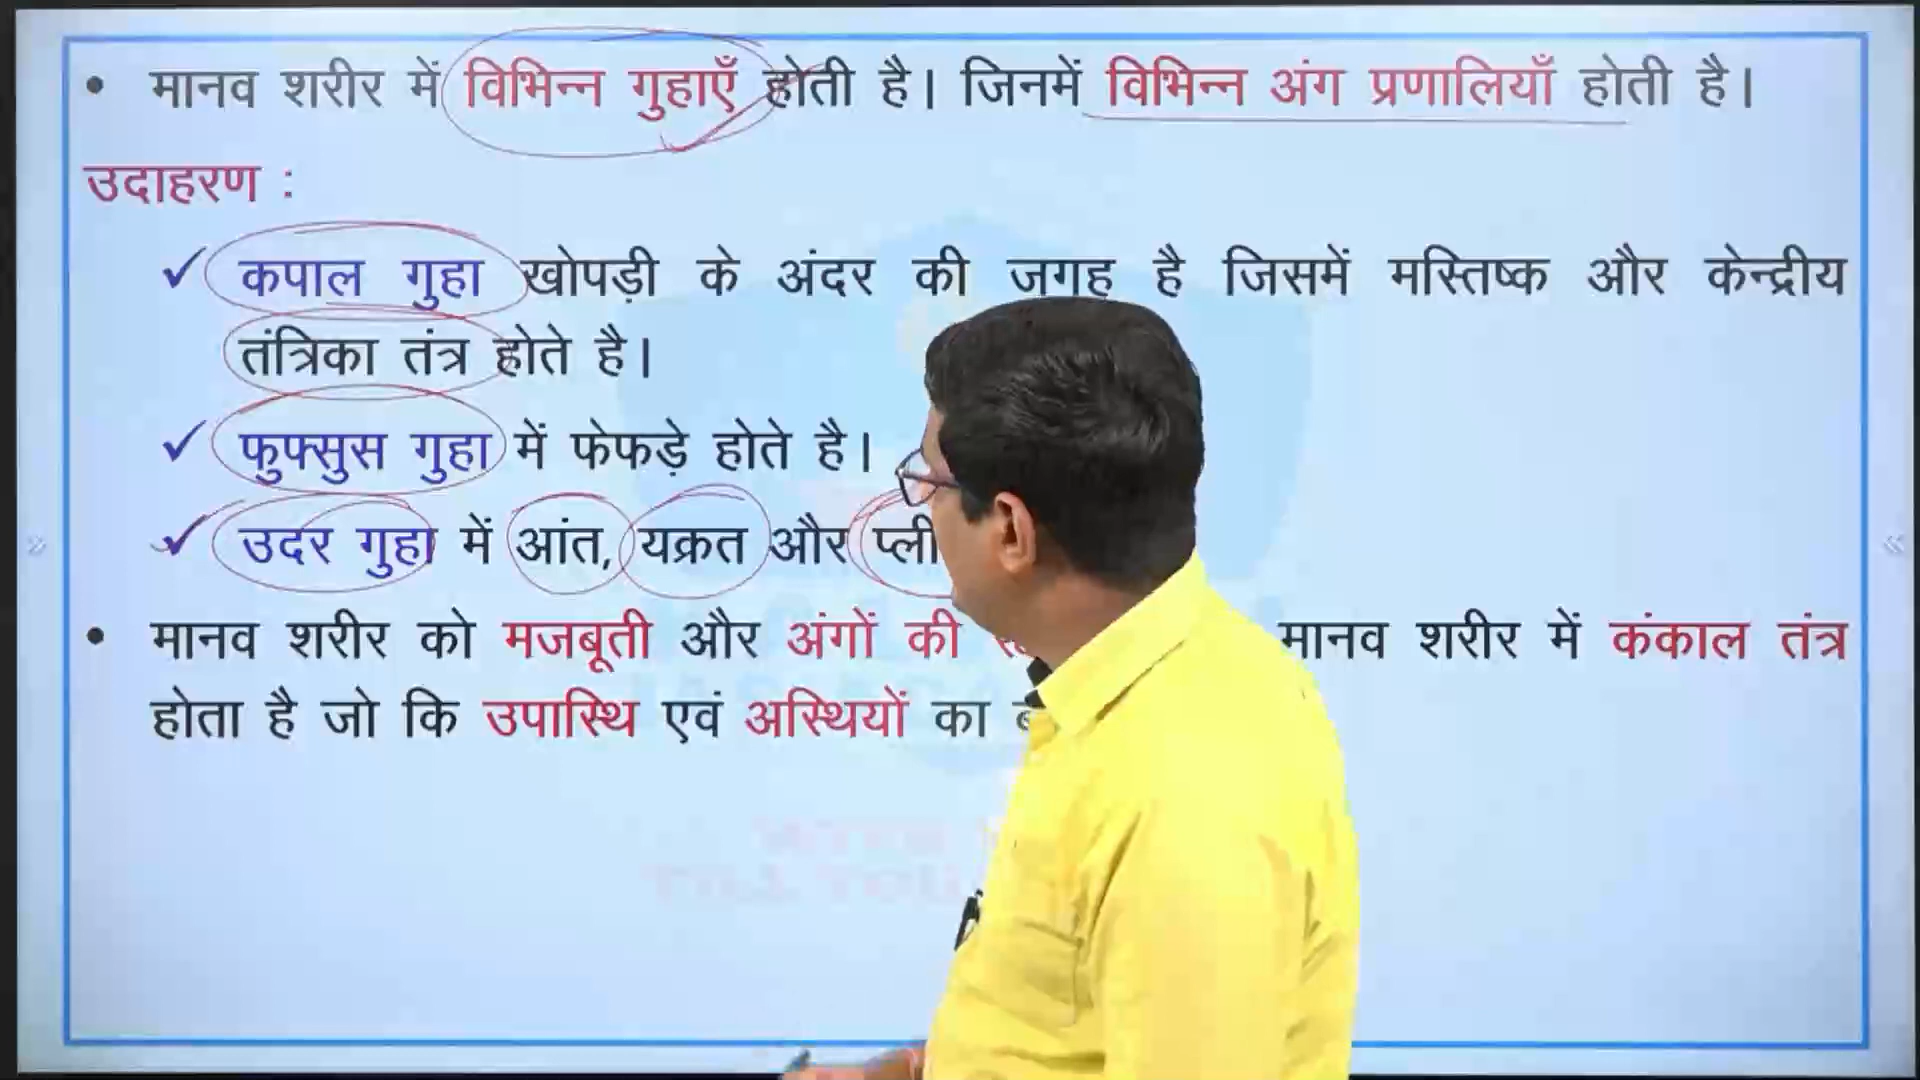 • मानव शरीर में विभिन्न गुहाएँ होती है। जिनमें विभिन्न अंग प्रणालियाँ होती है।
उदाहरण :
✓ कपाल गुहा खोपड़ी के अंदर की जगह है जिसमें मस्तिष्क और केन्द्रीय
तंत्रिका तंत्र होते है।
✓ फुफ्सुस गुहा में फेफड़े होते है।
✓ उदर गुहा में आंत, यक्रत और
• मानव शरीर को मजबूती और अंगों की मानव शरीर में कंकाल तंत्र
होता है जो कि उपास्थि एवं अस्थियों का